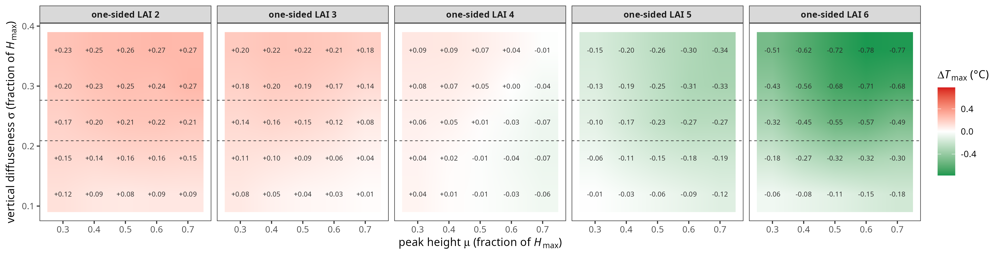 one-sided LAI 2
one-sided LAI 3
one-sided LAI 4
one-sided LAI 5
one-sided LAI 6
vertical diffuseness σ (fraction of Hmax)
0.4
0.3
0.2
0.1
+0.23 +0.25 +0.26 +0.27 +0.27
+0.20 +0.23 +0.25 +0.24 +0.27
+0.17 +0.20 +0.21 +0.22 +0.21
+0.15 +0.14 +0.16 +0.16 +0.15
+0.12 +0.09 +0.08 +0.09 +0.09
0.3 0.4 0.5 0.6 0.7
+0.20 +0.22 +0.22 +0.21 +0.18
+0.18 +0.20 +0.19 +0.17 +0.14
+0.14 +0.16 +0.15 +0.12 +0.08
+0.11 +0.10 +0.09 +0.06 +0.04
+0.08 +0.05 +0.04 +0.03 +0.01
0.3 0.4 0.5 0.6 0.7
+0.09 +0.09 +0.07 +0.04 -0.01
+0.08 +0.07 +0.05 +0.00 -0.04
+0.06 +0.05 +0.01 -0.03 -0.07
+0.04 +0.02 -0.01 -0.04 -0.07
+0.04 +0.01 -0.01 -0.03 -0.06
0.3 0.4 0.5 0.6 0.7
-0.15 -0.20 -0.26 -0.30 -0.34
-0.13 -0.19 -0.25 -0.31 -0.33
-0.10 -0.17 -0.23 -0.27 -0.27
-0.06 -0.11 -0.15 -0.18 -0.19
-0.01 -0.03 -0.06 -0.09 -0.12
0.3 0.4 0.5 0.6 0.7
-0.51 -0.62 -0.72 -0.78 -0.77
-0.43 -0.56 -0.68 -0.71 -0.68
-0.32 -0.45 -0.55 -0.57 -0.49
-0.18 -0.27 -0.32 -0.32 -0.30
-0.06 -0.08 -0.11 -0.15 -0.18
0.3 0.4 0.5 0.6 0.7
peak height μ (fraction of Hmax)
ΔTmax (°C)
0.4
0.0
-0.4